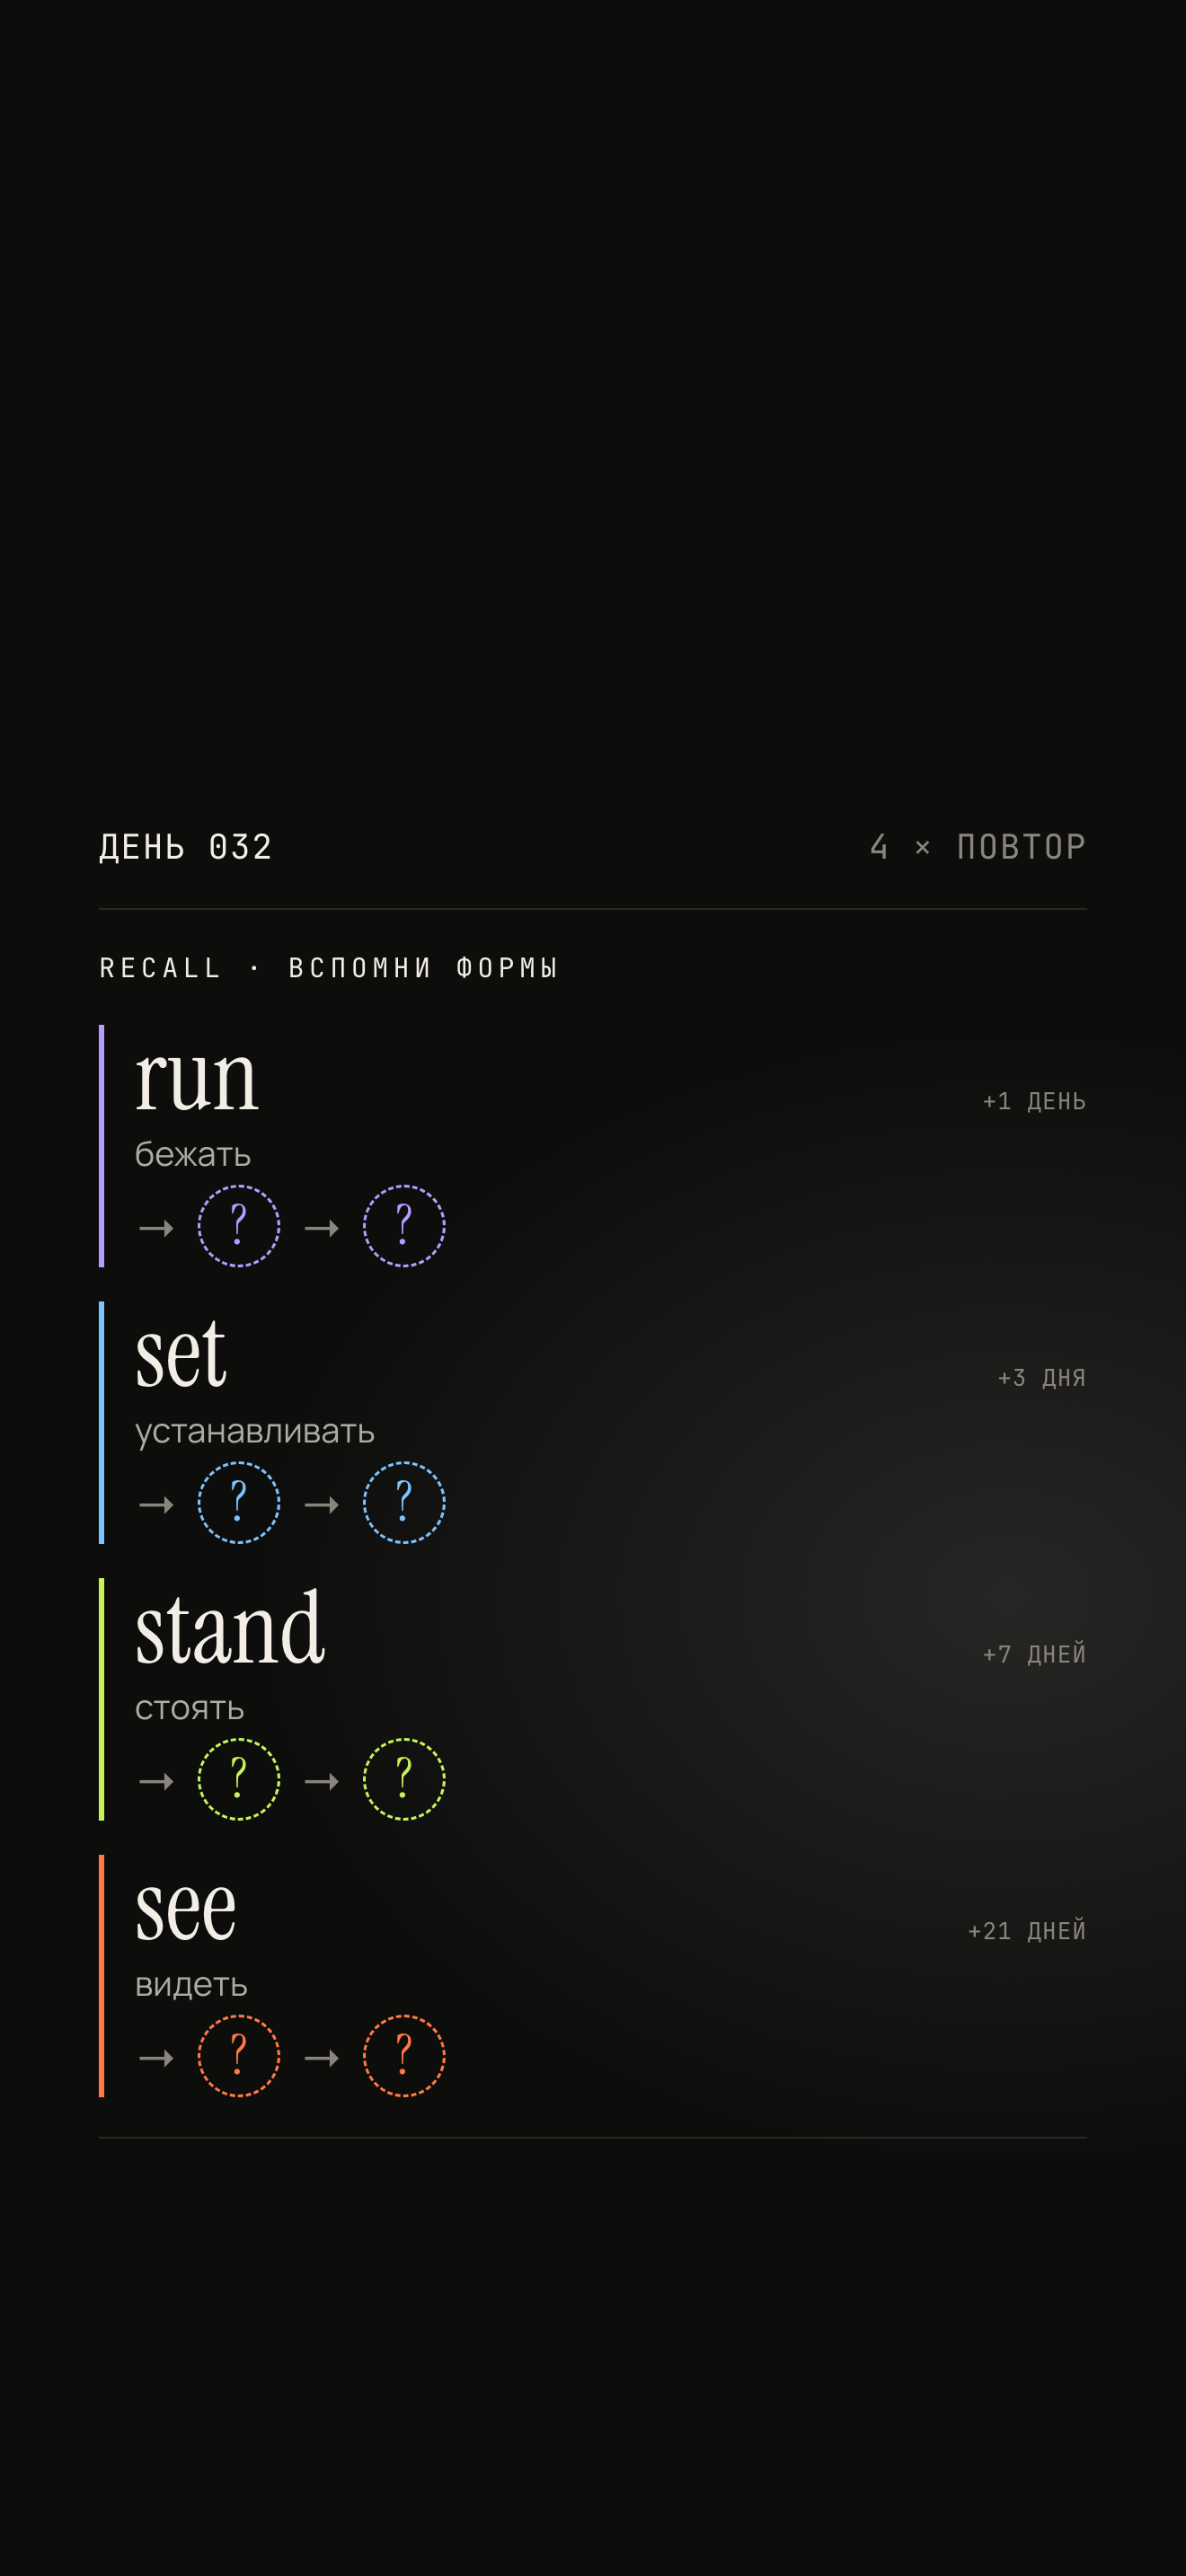 ДЕНЬ 032
4 × ПОВТОР
RECALL · ВСПОМНИ ФОРМЫ
run
+1 ДЕНЬ
бежать
→ ? → ?
set
+3 ДНЯ
устанавливать
→ ? → ?
stand
+7 ДНЕЙ
стоять
→ ? → ?
see
+21 ДНЕЙ
видеть
→ ? → ?